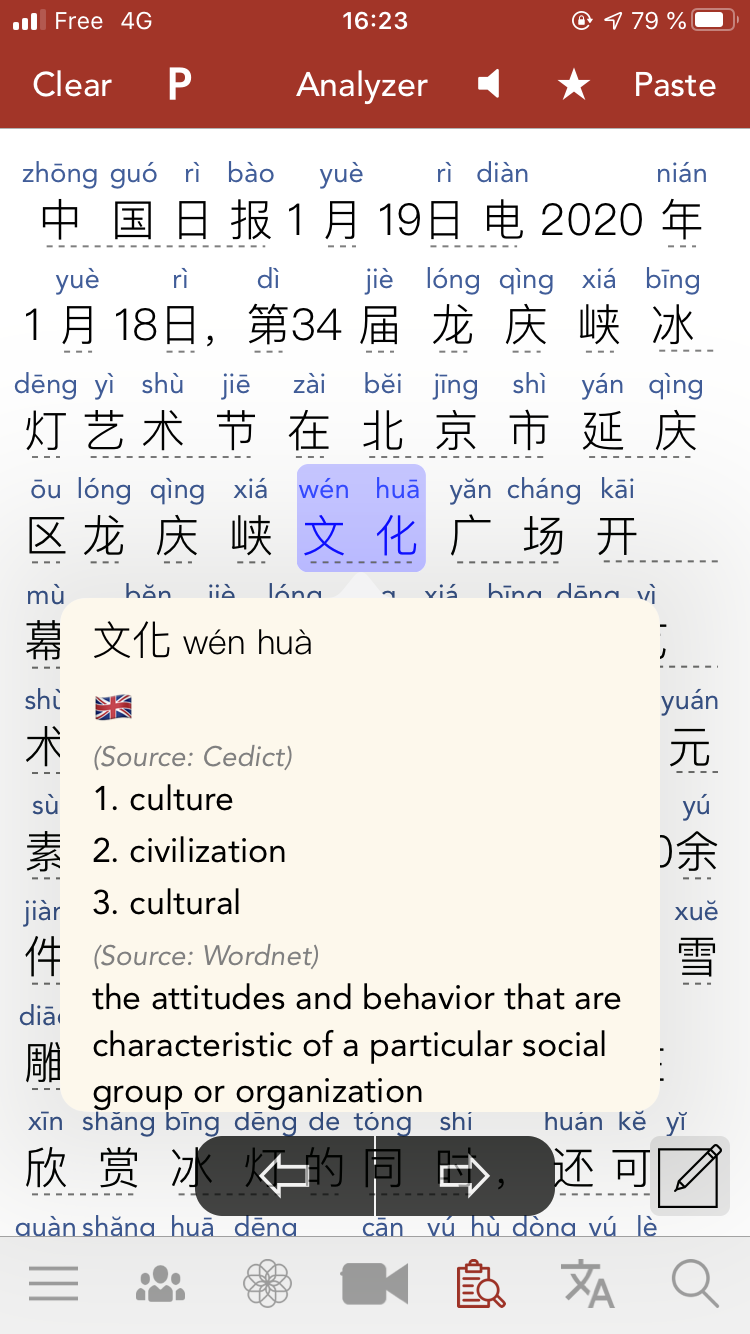 Free 4G 16:23 79 %
Clear P Analyzer Paste
zhōng guó rì bào yuè rì diàn nián
中国日报1月19日电2020年
yuè rì dì jiè lóng qìng xiá bīng
1月18日，第34届龙庆峡冰
dēng yì shù jiē zài běi jīng shì yán qìng
灯艺术节在北京市延庆
ōu lóng qìng xiá wén huā yǎn cháng kāi
区龙庆峡文化广场开
mù běn jiè lóng xiá bīng dēng yì
幕
文化 wén huà
(Source: Cedict)
1. culture
2. civilization
3. cultural
(Source: Wordnet)
the attitudes and behavior that are
characteristic of a particular social
group or organization
shù yuán
术 元
sù yú
素 0余
jiàn xuě
件 雪
diāo
雕
xīn shǎng bīng dēng de tóng shí huán kě yǐ
欣赏冰灯的同时，还可
guàn shǎng huā dēng cān yú hù dòng yú lè